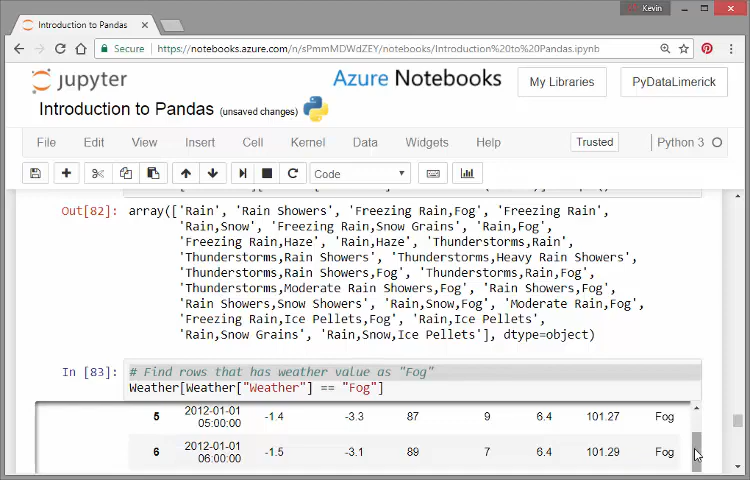 Kevin
Introduction to Pandas
Secure https://notebooks.azure.com/n/sPmmMDWdZEY/notebooks/Introduction%20to%20Pandas.ipynb
jupyter
Azure Notebooks
My Libraries
PyDataLimerick
Introduction to Pandas (unsaved changes)
File Edit View Insert Cell Kernel Data Widgets Help Trusted Python 3
Code
Out[82]: array(['Rain', 'Rain Showers', 'Freezing Rain,Fog', 'Freezing Rain',
'Rain,Snow', 'Freezing Rain,Snow Grains', 'Rain,Fog',
'Freezing Rain,Haze', 'Rain,Haze', 'Thunderstorms,Rain',
'Thunderstorms,Rain Showers', 'Thunderstorms,Heavy Rain Showers',
'Thunderstorms,Rain Showers,Fog', 'Thunderstorms,Rain,Fog',
'Thunderstorms,Moderate Rain Showers,Fog', 'Rain Showers,Fog',
'Rain Showers,Snow Showers', 'Rain,Snow,Fog', 'Moderate Rain,Fog',
'Freezing Rain,Ice Pellets,Fog', 'Rain,Ice Pellets',
'Rain,Snow Grains', 'Rain,Snow,Ice Pellets'], dtype=object)
In [83]: # Find rows that has weather value as "Fog"
Weather[Weather["Weather"] == "Fog"]
5 2012-01-01 05:00:00 -1.4 -3.3 87 9 6.4 101.27 Fog
6 2012-01-01 06:00:00 -1.5 -3.1 89 7 6.4 101.29 Fog